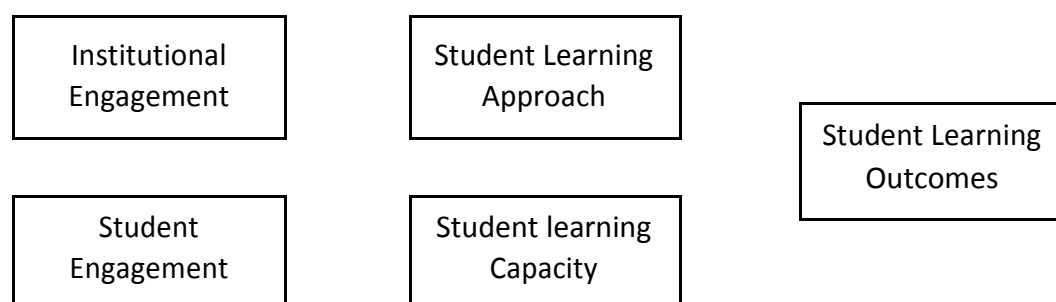 Institutional
Engagement
Student Learning
Approach
Student Learning
Outcomes
Student
Engagement
Student learning
Capacity